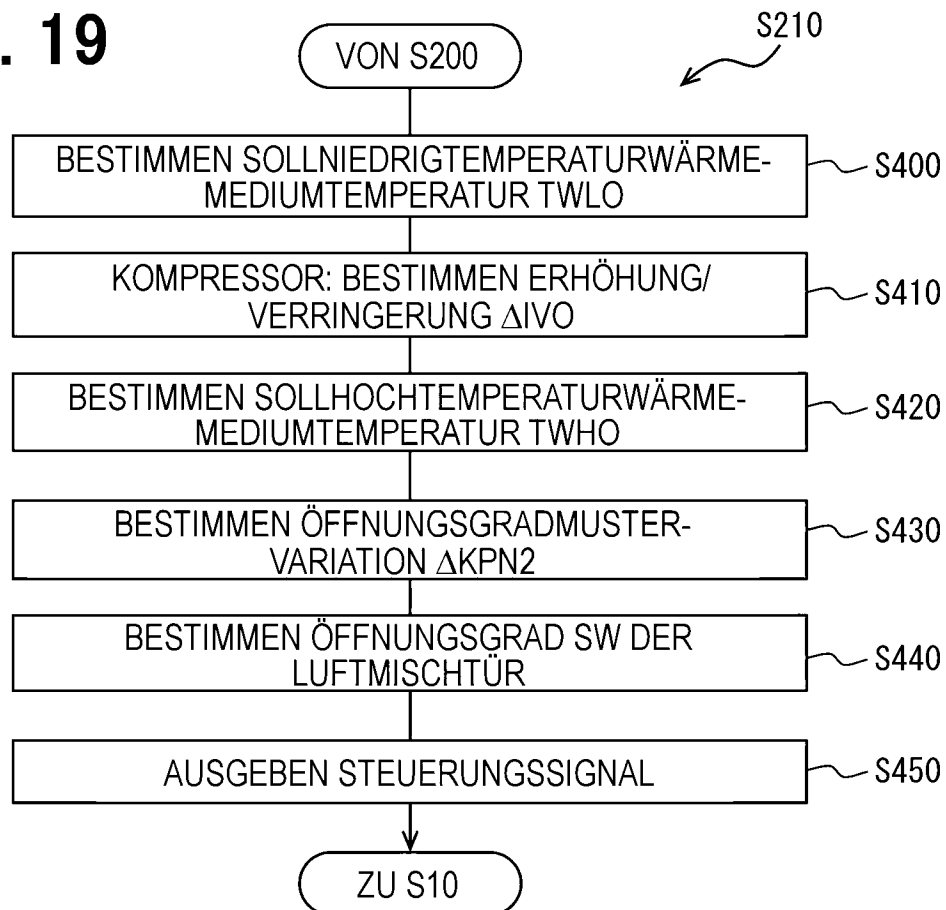 . 19
S210
VON S200
BESTIMMEN SOLLNIEDRIGTEMPERATURWÄRME-
MEDIUMTEMPERATUR TWLO
S400
KOMPRESSOR: BESTIMMEN ERHÖHUNG/
VERRINGERUNG ΔIVO
S410
BESTIMMEN SOLLHOCHTEMPERATURWÄRME-
MEDIUMTEMPERATUR TWHO
S420
BESTIMMEN ÖFFNUNGSGRADMUSTER-
VARIATION ΔKPN2
S430
BESTIMMEN ÖFFNUNGSGRAD SW DER
LUFTMISCHTÜR
S440
AUSGEBEN STEUERUNGSSIGNAL
S450
ZU S10